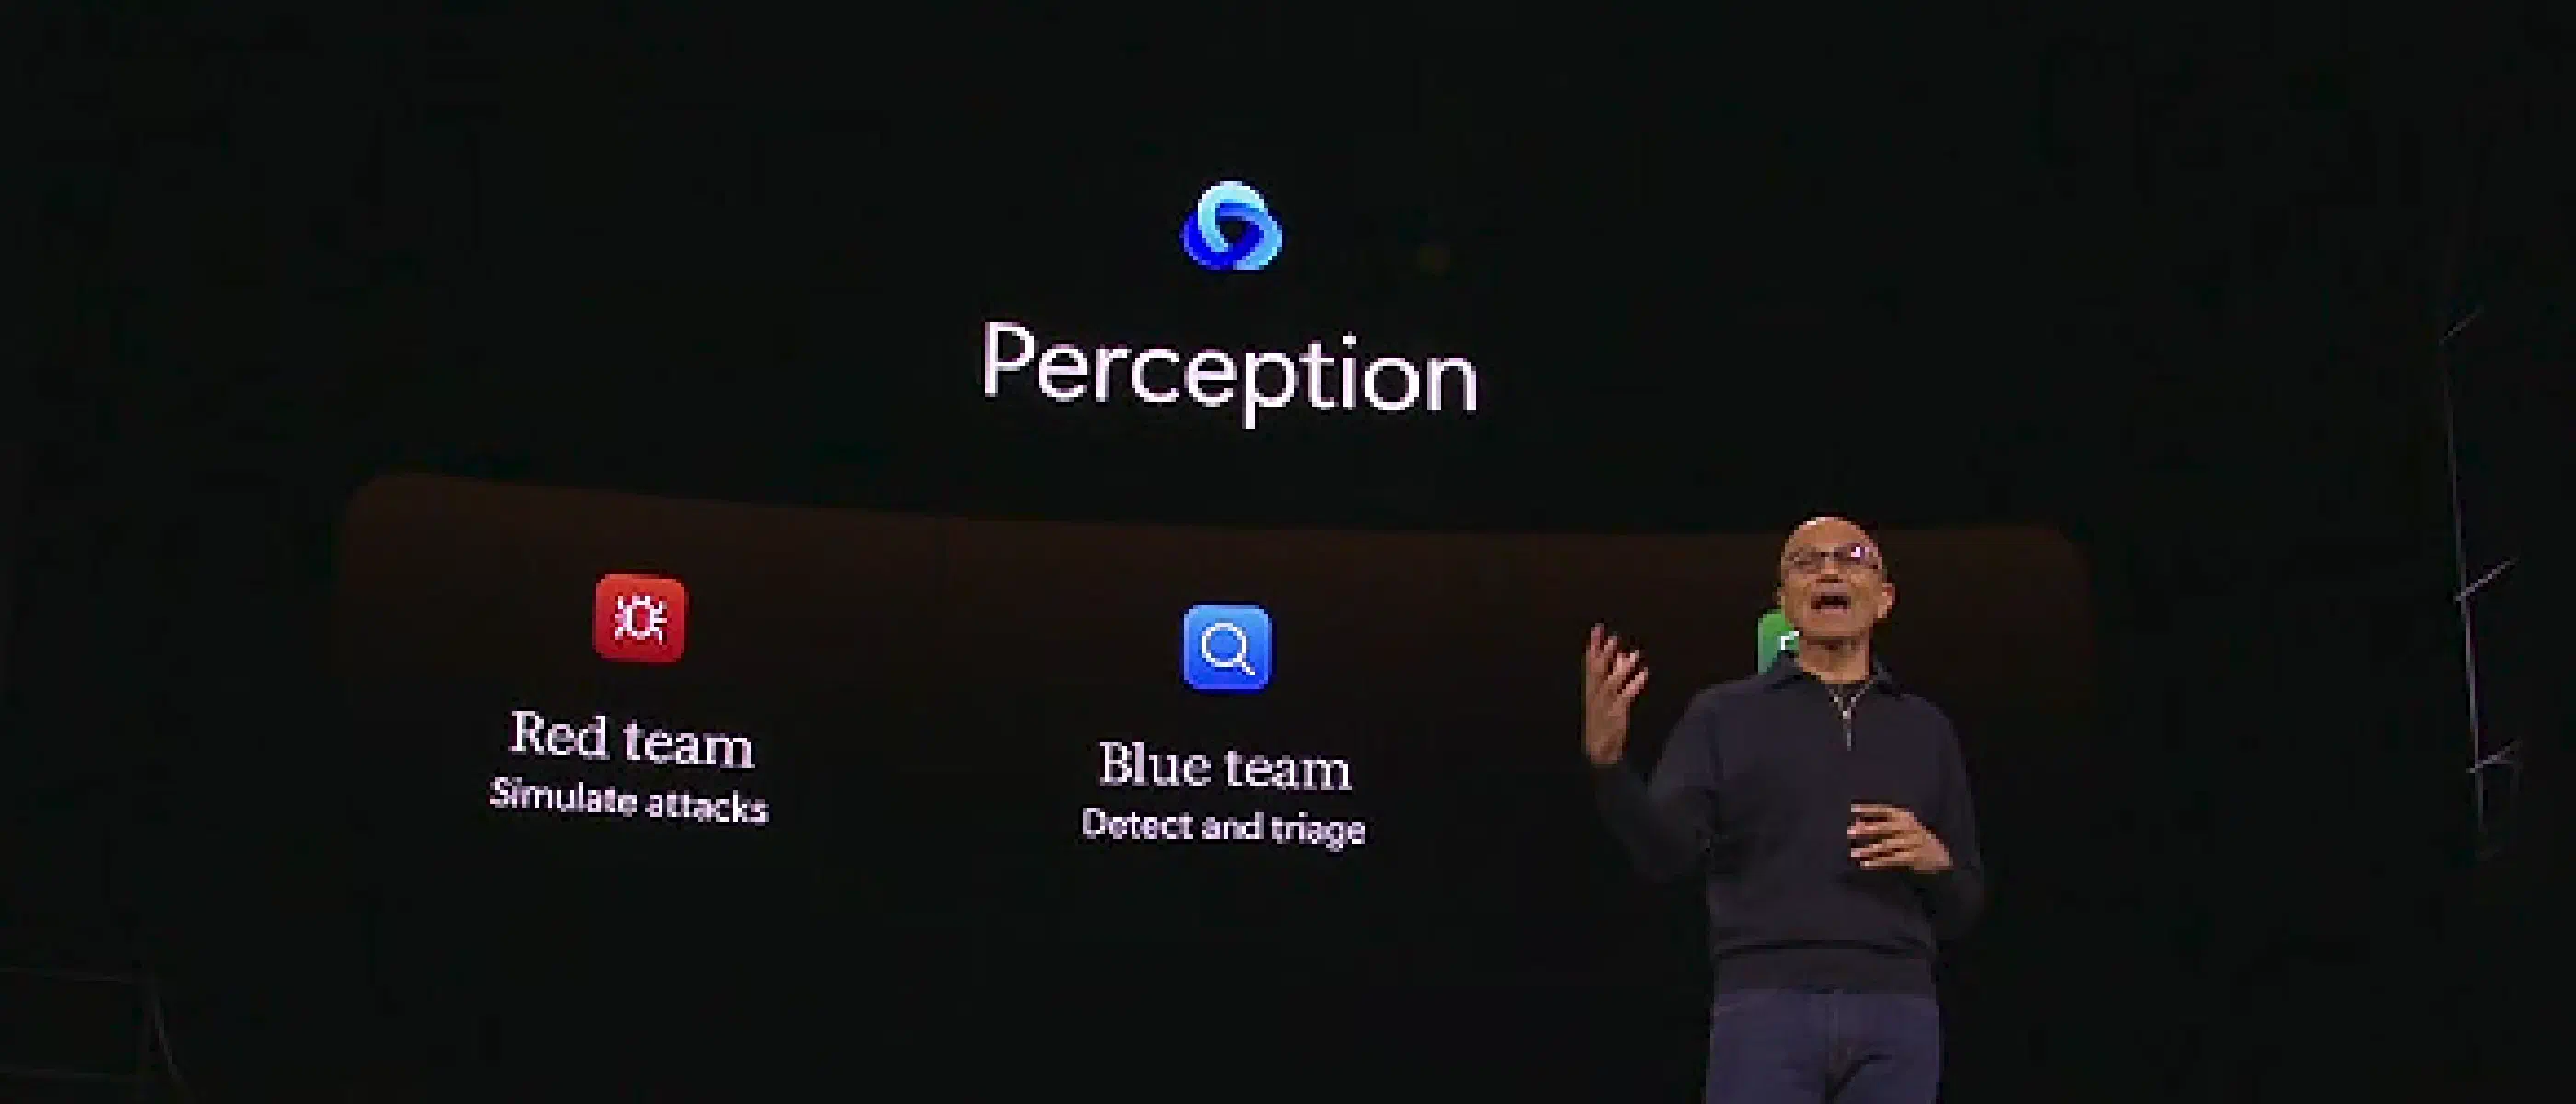 Perception
Red team
Simulate attacks
Blue team
Detect and triage